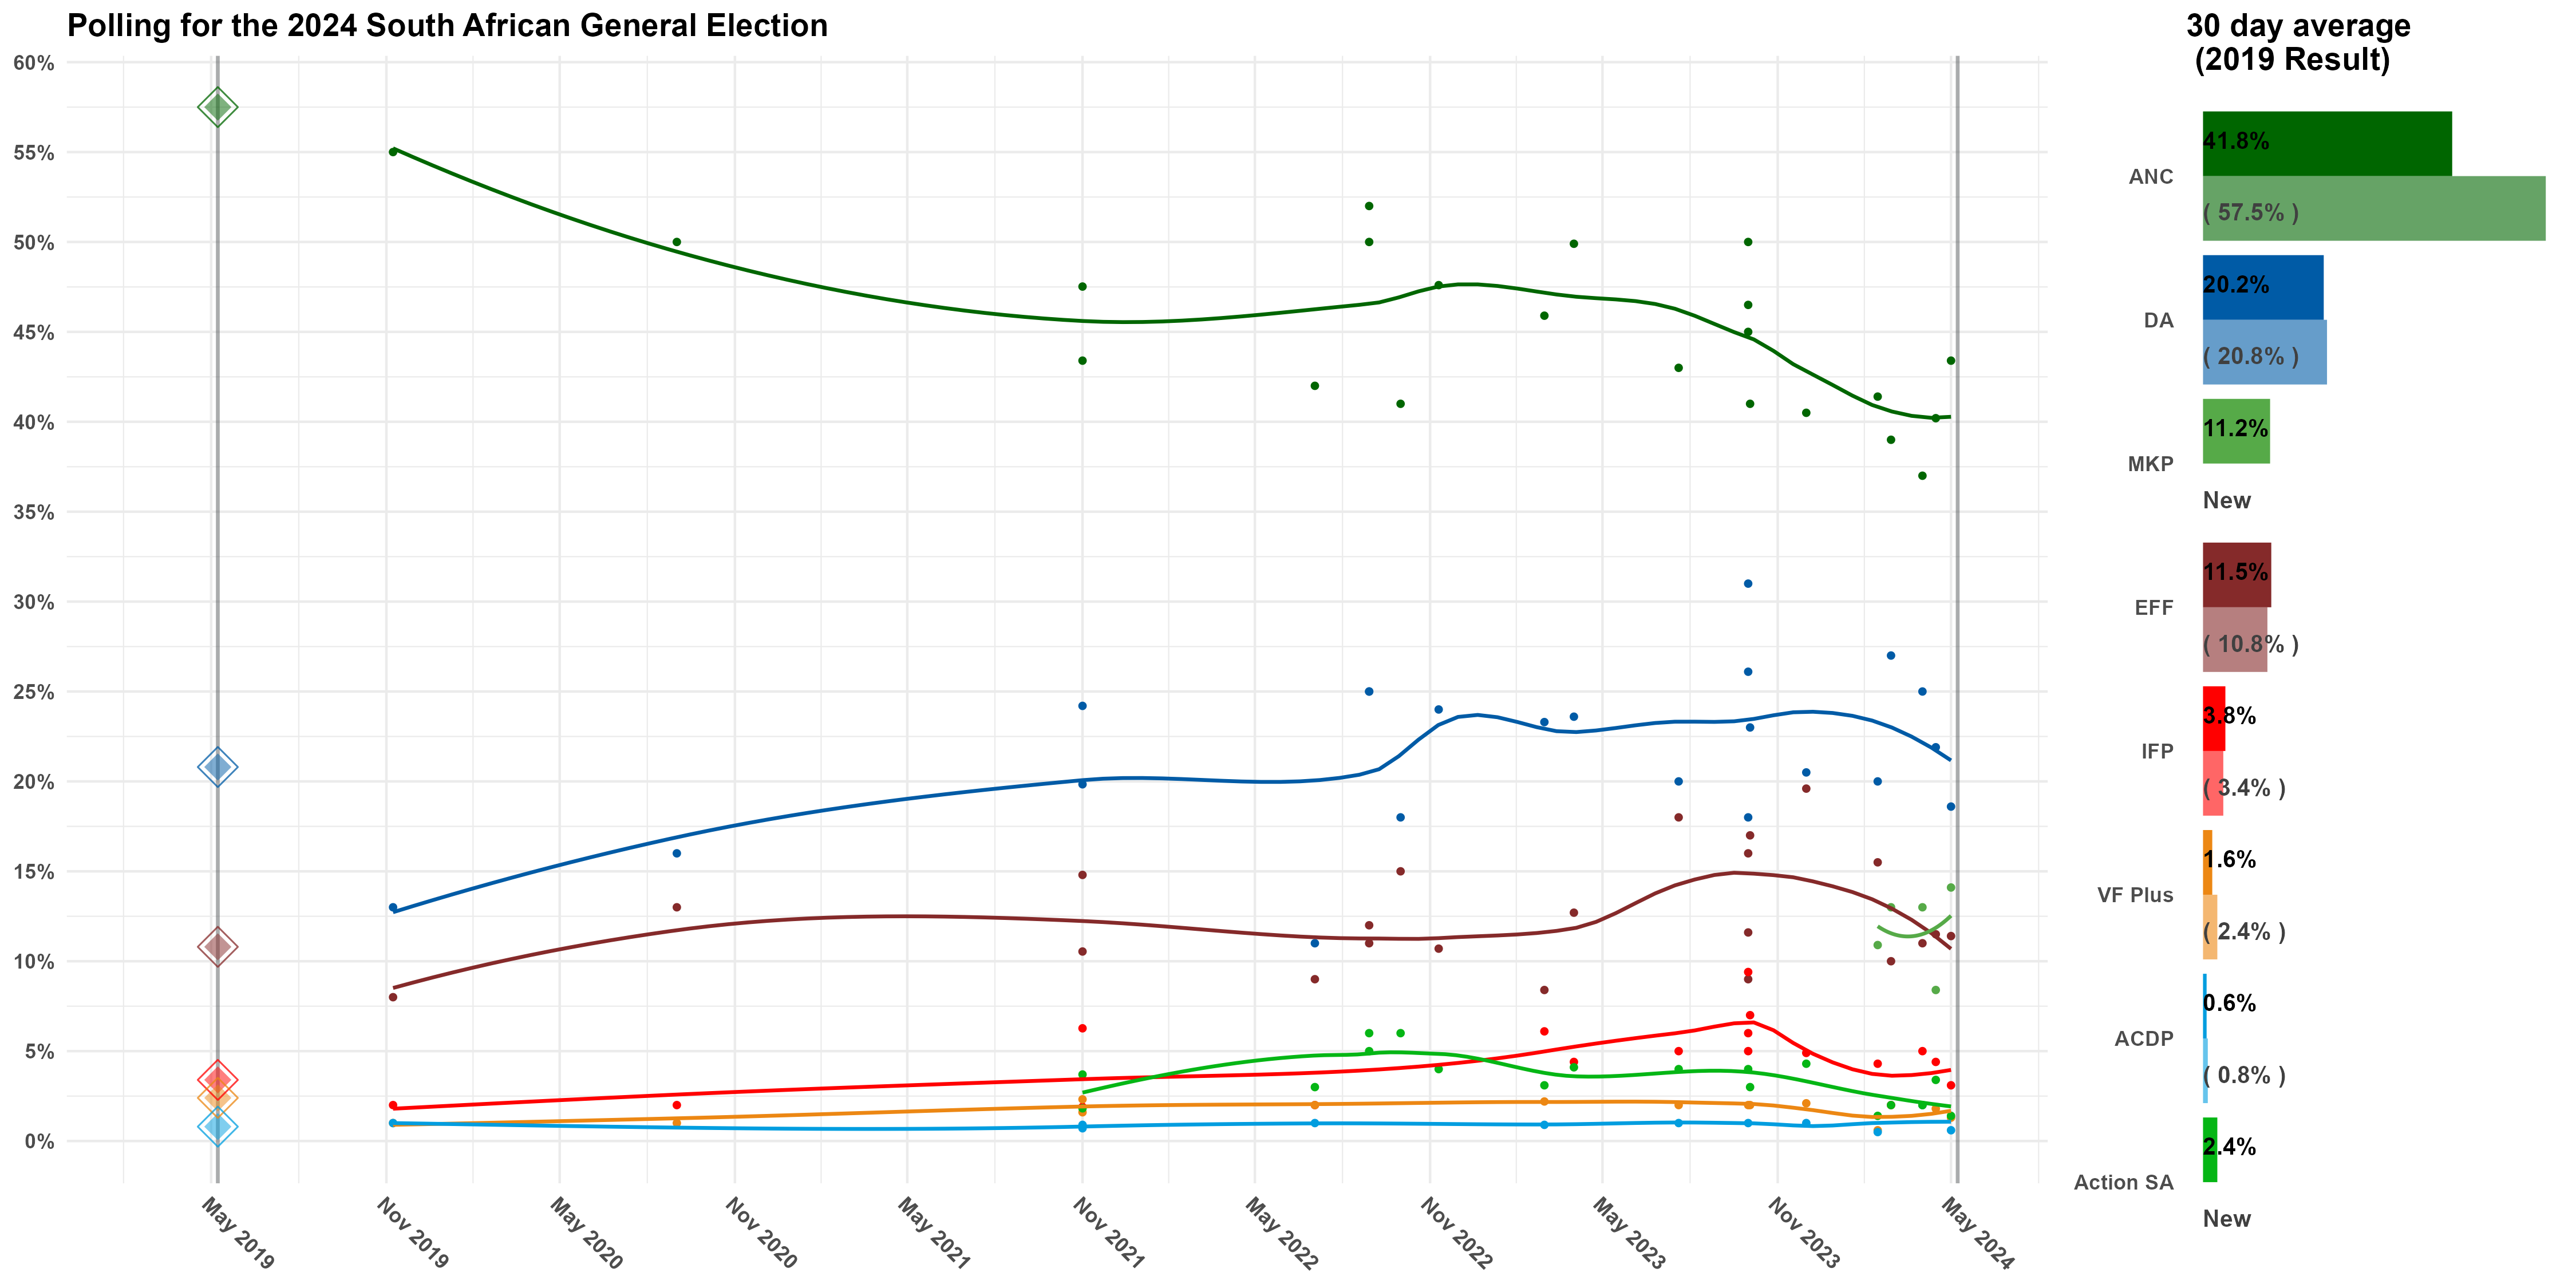 Polling for the 2024 South African General Election
60%
55%
50%
45%
40%
35%
30%
25%
20%
15%
10%
5%
0%
May 2019
Nov 2019
May 2020
Nov 2020
May 2021
Nov 2021
May 2022
Nov 2022
May 2023
Nov 2023
May 2024
30 day average
(2019 Result)
ANC
41.8%
( 57.5% )
DA
20.2%
( 20.8% )
MKP
11.2%
New
EFF
11.5%
( 10.8% )
IFP
3.8%
( 3.4% )
VF Plus
1.6%
( 2.4% )
ACDP
0.6%
( 0.8% )
Action SA
2.4%
New